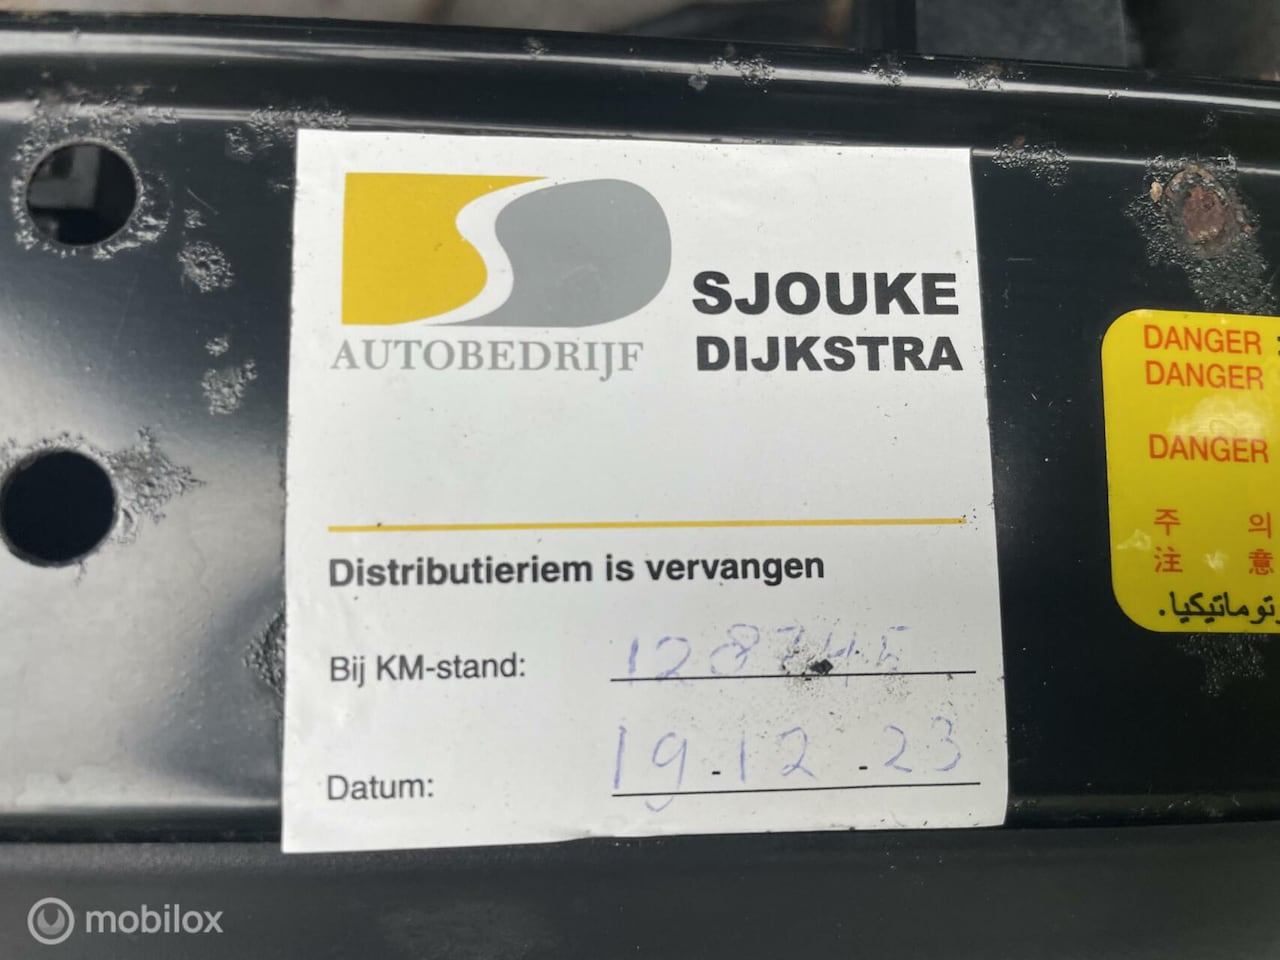 SJOUKE
DIJKSTRA
AUTOBEDRIJF
Distributieriem is vervangen
Bij KM-stand: 128745
Datum: 19-12-23
DANGER
DANGER
DANGER
주 의
注 意
mobilox